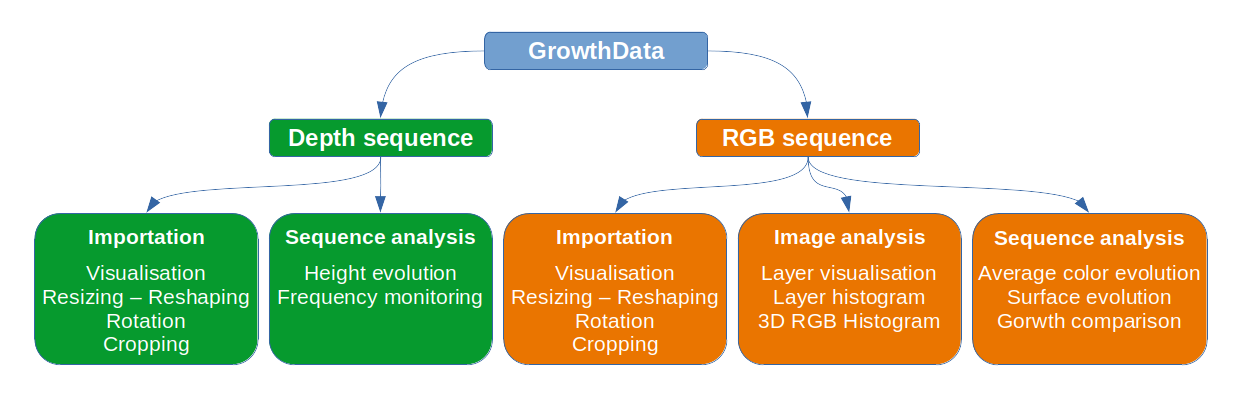 GrowthData
Depth sequence
RGB sequence
Importation
Visualisation
Resizing – Reshaping
Rotation
Cropping
Sequence analysis
Height evolution
Frequency monitoring
Importation
Visualisation
Resizing – Reshaping
Rotation
Cropping
Image analysis
Layer visualisation
Layer histogram
3D RGB Histogram
Sequence analysis
Average color evolution
Surface evolution
Gorwth comparison